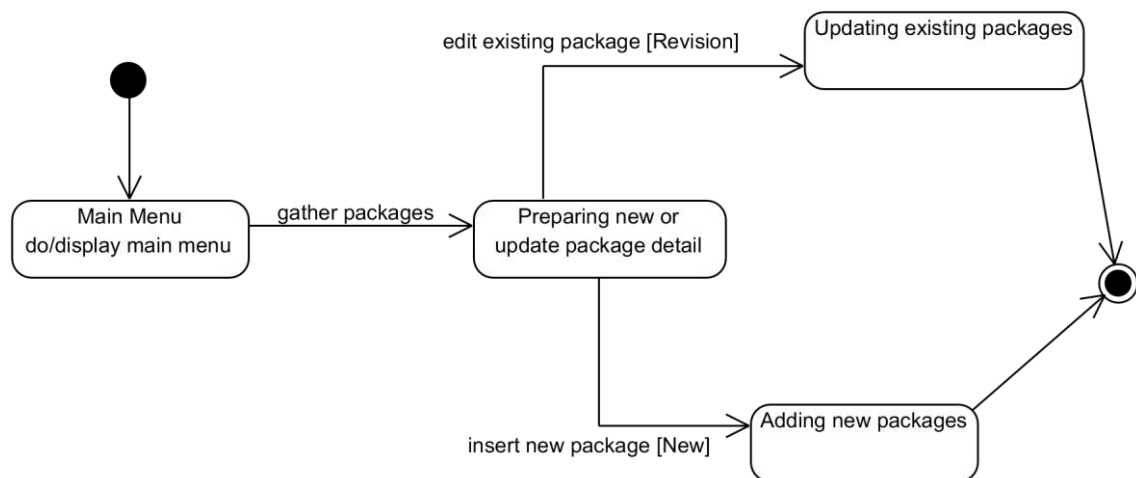 edit existing package [Revision]
Updating existing packages
Main Menu
do/display main menu
gather packages
Preparing new or
update package detail
insert new package [New]
Adding new packages